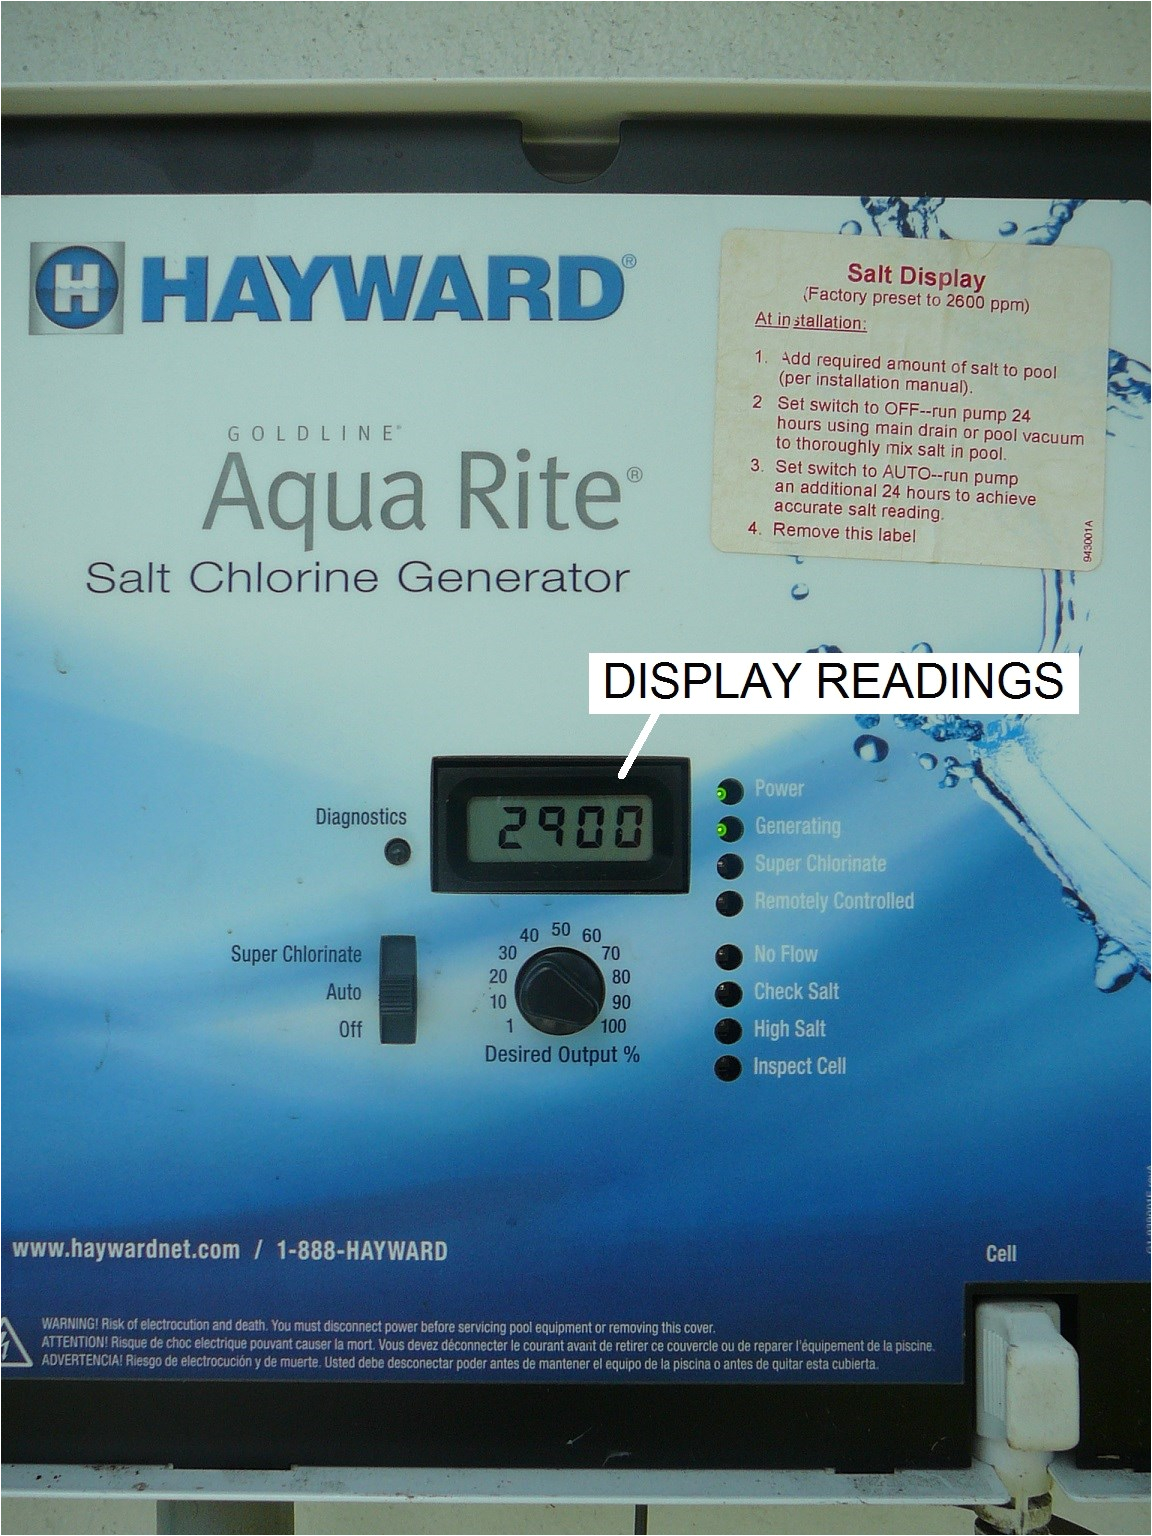 HAYWARD®
GOLDLINE®
Aqua Rite®
Salt Chlorine Generator
Salt Display
(Factory preset to 2600 ppm)
At installation:
1. Add required amount of salt to pool
(per installation manual).
2 Set switch to OFF--run pump 24
hours using main drain or pool vacuum
to thoroughly mix salt in pool.
3. Set switch to AUTO--run pump
an additional 24 hours to achieve
accurate salt reading.
4. Remove this label
943001A
DISPLAY READINGS
Diagnostics
2900
Power
Generating
Super Chlorinate
Remotely Controlled
No Flow
Check Salt
High Salt
Inspect Cell
Super Chlorinate
Auto
Off
1 10 20 30 40 50 60 70 80 90 100
Desired Output %
www.haywardnet.com / 1-888-HAYWARD
Cell
WARNING! Risk of electrocution and death. You must disconnect power before servicing pool equipment or removing this cover.
ATTENTION! Risque de choc electrique pouvant causer la mort. Vous devez déconnecter le courant avant de retirer ce couvercle ou de reparer l'équipement de la piscine.
ADVERTENCIA! Riesgo de electrocución y de muerte. Usted debe desconectar poder antes de mantener el equipo de la piscina o antes de quitar esta cubierta.